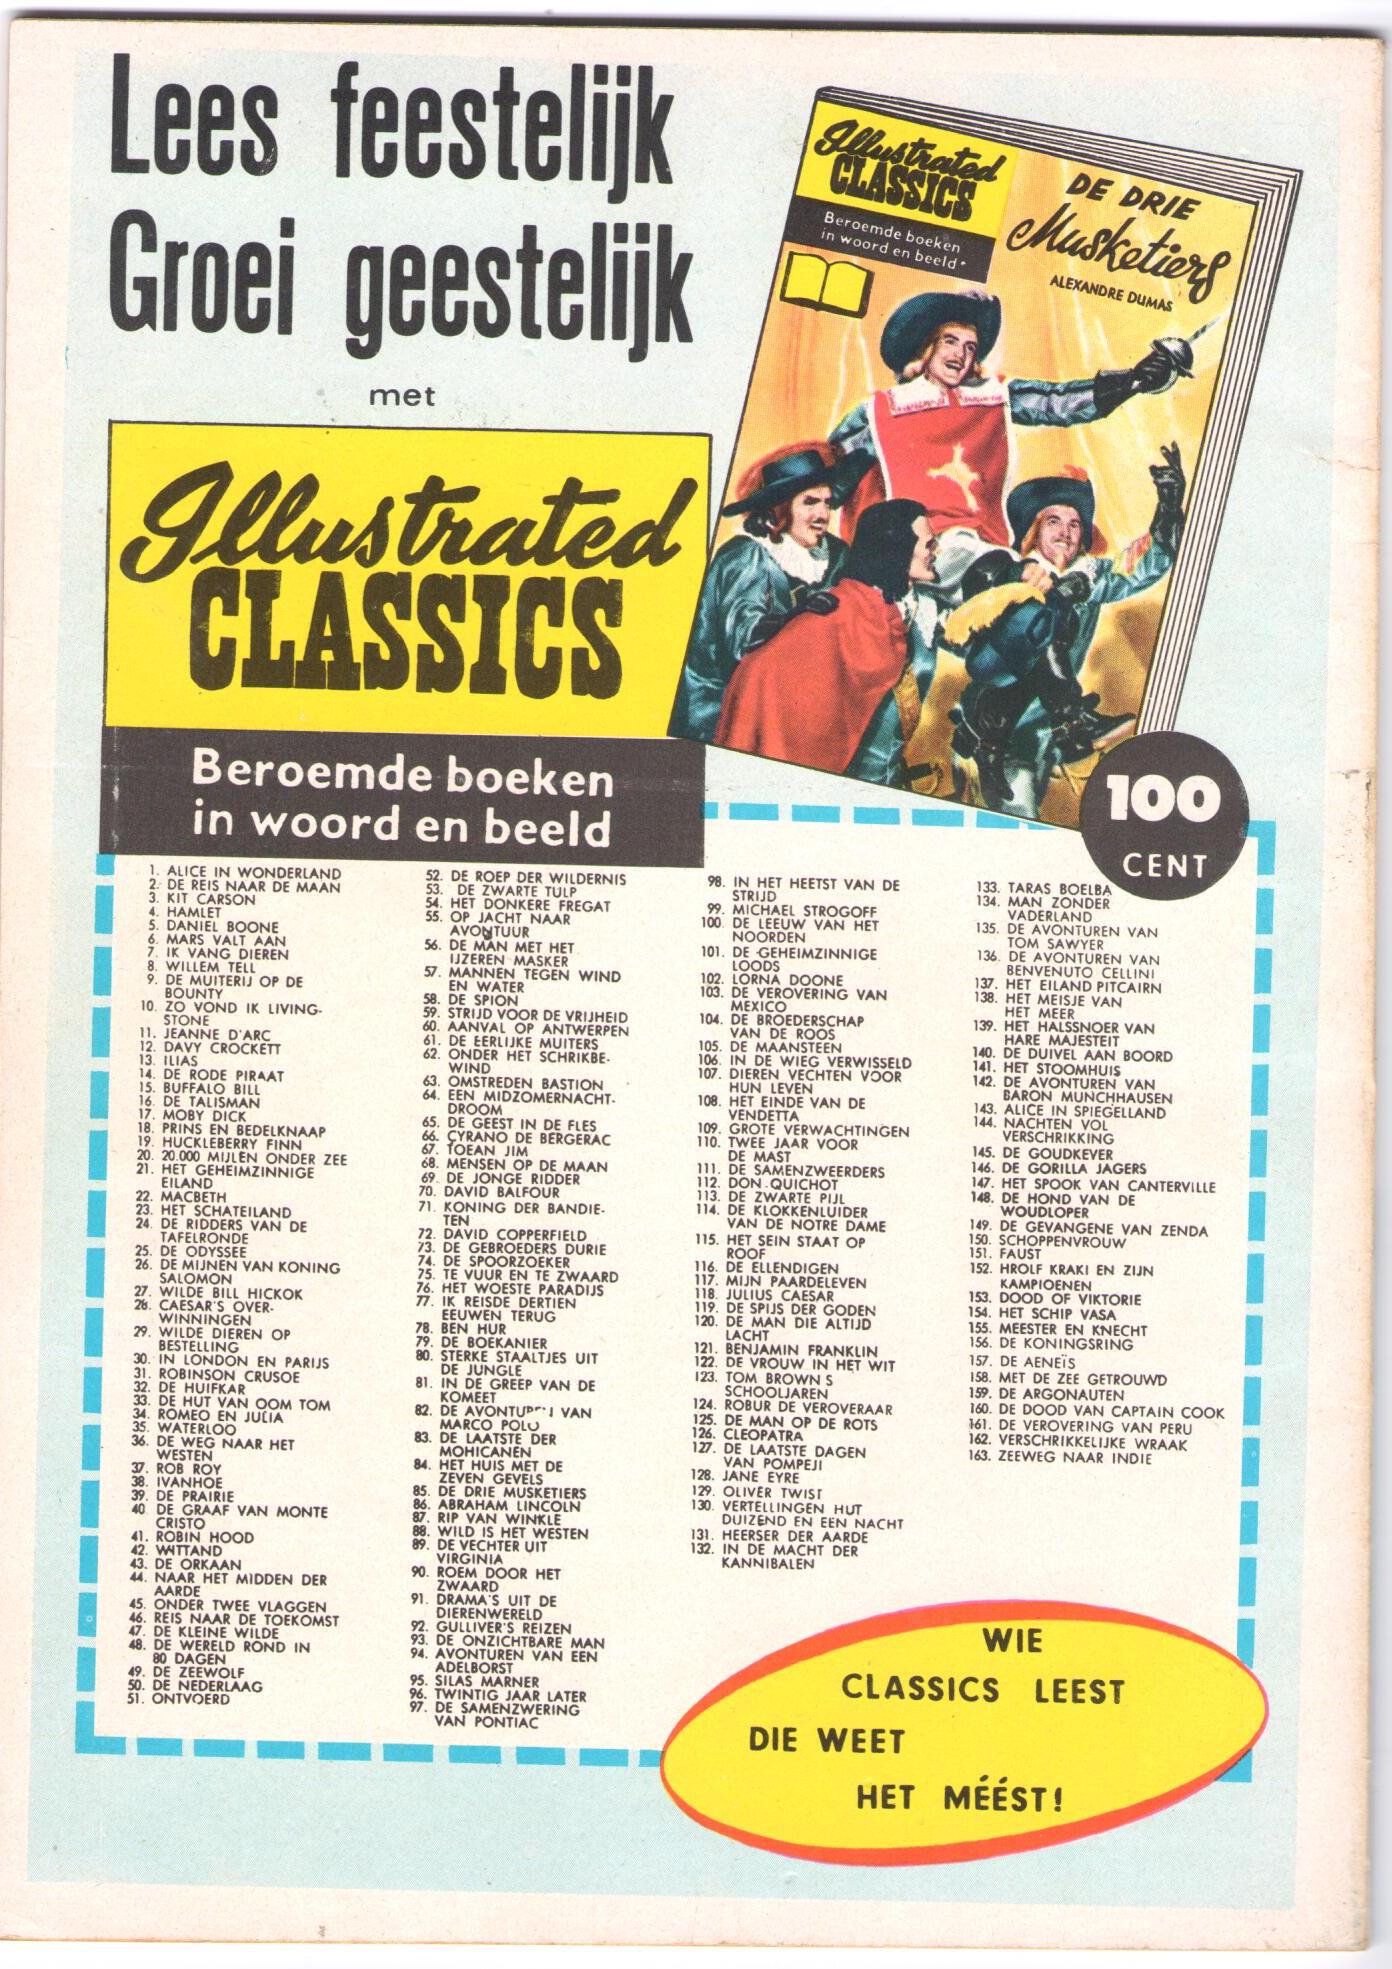 Lees feestelijk
Groei geestelijk
met
Illustrated
CLASSICS
Beroemde boeken
in woord en beeld
Illustrated
CLASSICS
Beroemde boeken
in woord en beeld
DE DRIE
Musketiers
ALEXANDRE DUMAS
100
CENT
1. ALICE IN WONDERLAND
2. DE REIS NAAR DE MAAN
3. KIT CARSON
4. HAMLET
5. DANIEL BOONE
6. MARS VALT AAN
7. IK VANG DIEREN
8. WILLEM TELL
9. DE MUITERIJ OP DE
BOUNTY
10. ZO VOND IK LIVING-
STONE
11. JEANNE D'ARC
12. DAVY CROCKETT
13. ILIAS
14. DE RODE PIRAAT
15. BUFFALO BILL
16. DE TALISMAN
17. MOBY DICK
18. PRINS EN BEDELKNAAP
19. HUCKLEBERRY FINN
20. 20.000 MIJLEN ONDER ZEE
21. HET GEHEIMZINNIGE
EILAND
22. MACBETH
23. HET SCHATEILAND
24. DE RIDDERS VAN DE
TAFELRONDE
25. DE ODYSSEE
26. DE MIJNEN VAN KONING
SALOMON
27. WILDE BILL HICKOK
28. CAESAR'S OVER-
WINNINGEN
29. WILDE DIEREN OP
BESTELLING
30. IN LONDON EN PARIJS
31. ROBINSON CRUSOE
32. DE HUIFKAR
33. DE HUT VAN OOM TOM
34. ROMEO EN JULIA
35. WATERLOO
36. DE WEG NAAR HET
WESTEN
37. ROB ROY
38. IVANHOE
39. DE PRAIRIE
40. DE GRAAF VAN MONTE
CRISTO
41. ROBIN HOOD
42. WITTAND
43. DE ORKAAN
44. NAAR HET MIDDEN DER
AARDE
45. ONDER TWEE VLAGGEN
46. REIS NAAR DE TOEKOMST
47. DE KLEINE WILDE
48. DE WERELD ROND IN
80 DAGEN
49. DE ZEEWOLF
50. DE NEDERLAAG
51. ONTVOERD
52. DE ROEP DER WILDERNIS
53. DE ZWARTE TULP
54. HET DONKERE FREGAT
55. OP JACHT NAAR
AVONTUUR
56. DE MAN MET HET
IJZEREN MASKER
57. MANNEN TEGEN WIND
EN WATER
58. DE SPION
59. STRIJD VOOR DE VRIJHEID
60. AANVAL OP ANTWERPEN
61. DE EERLIJKE MUITERS
62. ONDER HET SCHRIKBE-
WIND
63. OMSTREDEN BASTION
64. EEN MIDZOMERNACHT-
DROOM
65. DE GEEST IN DE FLES
66. CYRANO DE BERGERAC
67. TOEAN JIM
68. MENSEN OP DE MAAN
69. DE JONGE RIDDER
70. DAVID BALFOUR
71. KONING DER BANDIE-
TEN
72. DAVID COPPERFIELD
73. DE GEBROEDERS DURIE
74. DE SPOORZOEKER
75. TE VUUR EN TE ZWAARD
76. HET WOESTE PARADIJS
77. IK REISDE DERTIEN
EEUWEN TERUG
78. BEN HUR
79. DE BOEKANIER
80. STERKE STAALTJES UIT
DE JUNGLE
81. IN DE GREEP VAN DE
KOMEET
82. DE AVONTUREN VAN
MARCO POLO
83. DE LAATSTE DER
MOHICANEN
84. HET HUIS MET DE
ZEVEN GEVELS
85. DE DRIE MUSKETIERS
86. ABRAHAM LINCOLN
87. RIP VAN WINKLE
88. WILD IS HET WESTEN
89. DE VECHTER UIT
VIRGINIA
90. ROEM DOOR HET
ZWAARD
91. DRAMA'S UIT DE
DIERENWERELD
92. GULLIVER'S REIZEN
93. DE ONZICHTBARE MAN
94. AVONTUREN VAN EEN
ADELBORST
95. SILAS MARNER
96. TWINTIG JAAR LATER
97. DE SAMENZWERING
VAN PONTIAC
98. IN HET HEETST VAN DE
STRIJD
99. MICHAEL STROGOFF
100. DE LEEUW VAN HET
NOORDEN
101. DE GEHEIMZINNIGE
LOODS
102. LORNA DOONE
103. DE VEROVERING VAN
MEXICO
104. DE BROEDERSCHAP
VAN DE ROOS
105. DE MAANSTEEN
106. IN DE WIEG VERWISSELD
107. DIEREN VECHTEN VOOR
HUN LEVEN
108. HET EINDE VAN DE
VENDETTA
109. GROTE VERWACHTINGEN
110. TWEE JAAR VOOR
DE MAST
111. DE SAMENZWEERDERS
112. DON QUICHOT
113. DE ZWARTE PIJL
114. DE KLOKKENLUIDER
VAN DE NOTRE DAME
115. HET SEIN STAAT OP
ROOF
116. DE ELLENDIGEN
117. MIJN PAARDELEVEN
118. JULIUS CAESAR
119. DE SPIJS DER GODEN
120. DE MAN DIE ALTIJD
LACHT
121. BENJAMIN FRANKLIN
122. DE VROUW IN HET WIT
123. TOM BROWN S
SCHOOLJAREN
124. ROBUR DE VEROVERAAR
125. DE MAN OP DE ROTS
126. CLEOPATRA
127. DE LAATSTE DAGEN
VAN POMPEJI
128. JANE EYRE
129. OLIVER TWIST
130. VERTELLINGEN HUT
DUIZEND EN EEN NACHT
131. HEERSER DER AARDE
132. IN DE MACHT DER
KANNIBALEN
133. TARAS BOELBA
134. MAN ZONDER
VADERLAND
135. DE AVONTUREN VAN
TOM SAWYER
136. DE AVONTUREN VAN
BENVENUTO CELLINI
137. HET EILAND PITCAIRN
138. HET MEISJE VAN
HET MEER
139. HET HALSSNOER VAN
HARE MAJESTEIT
140. DE DUIVEL AAN BOORD
141. HET STOOMHUIS
142. DE AVONTUREN VAN
BARON MUNCHHAUSEN
143. ALICE IN SPIEGELLAND
144. NACHTEN VOL
VERSCHRIKKING
145. DE GOUDKEVER
146. DE GORILLA JAGERS
147. HET SPOOK VAN CANTERVILLE
148. DE HOND VAN DE
WOUDLOPER
149. DE GEVANGENE VAN ZENDA
150. SCHOPPENVROUW
151. FAUST
152. HROLF KRAKI EN ZIJN
KAMPIOENEN
153. DOOD OF VIKTORIE
154. HET SCHIP VASA
155. MEESTER EN KNECHT
156. DE KONINGSRING
157. DE AENEÏS
158. MET DE ZEE GETROUWD
159. DE ARGONAUTEN
160. DE DOOD VAN CAPTAIN COOK
161. DE VEROVERING VAN PERU
162. VERSCHRIKKELIJKE WRAAK
163. ZEEWEG NAAR INDIE
WIE
CLASSICS LEEST
DIE WEET
HET MÉÉST!